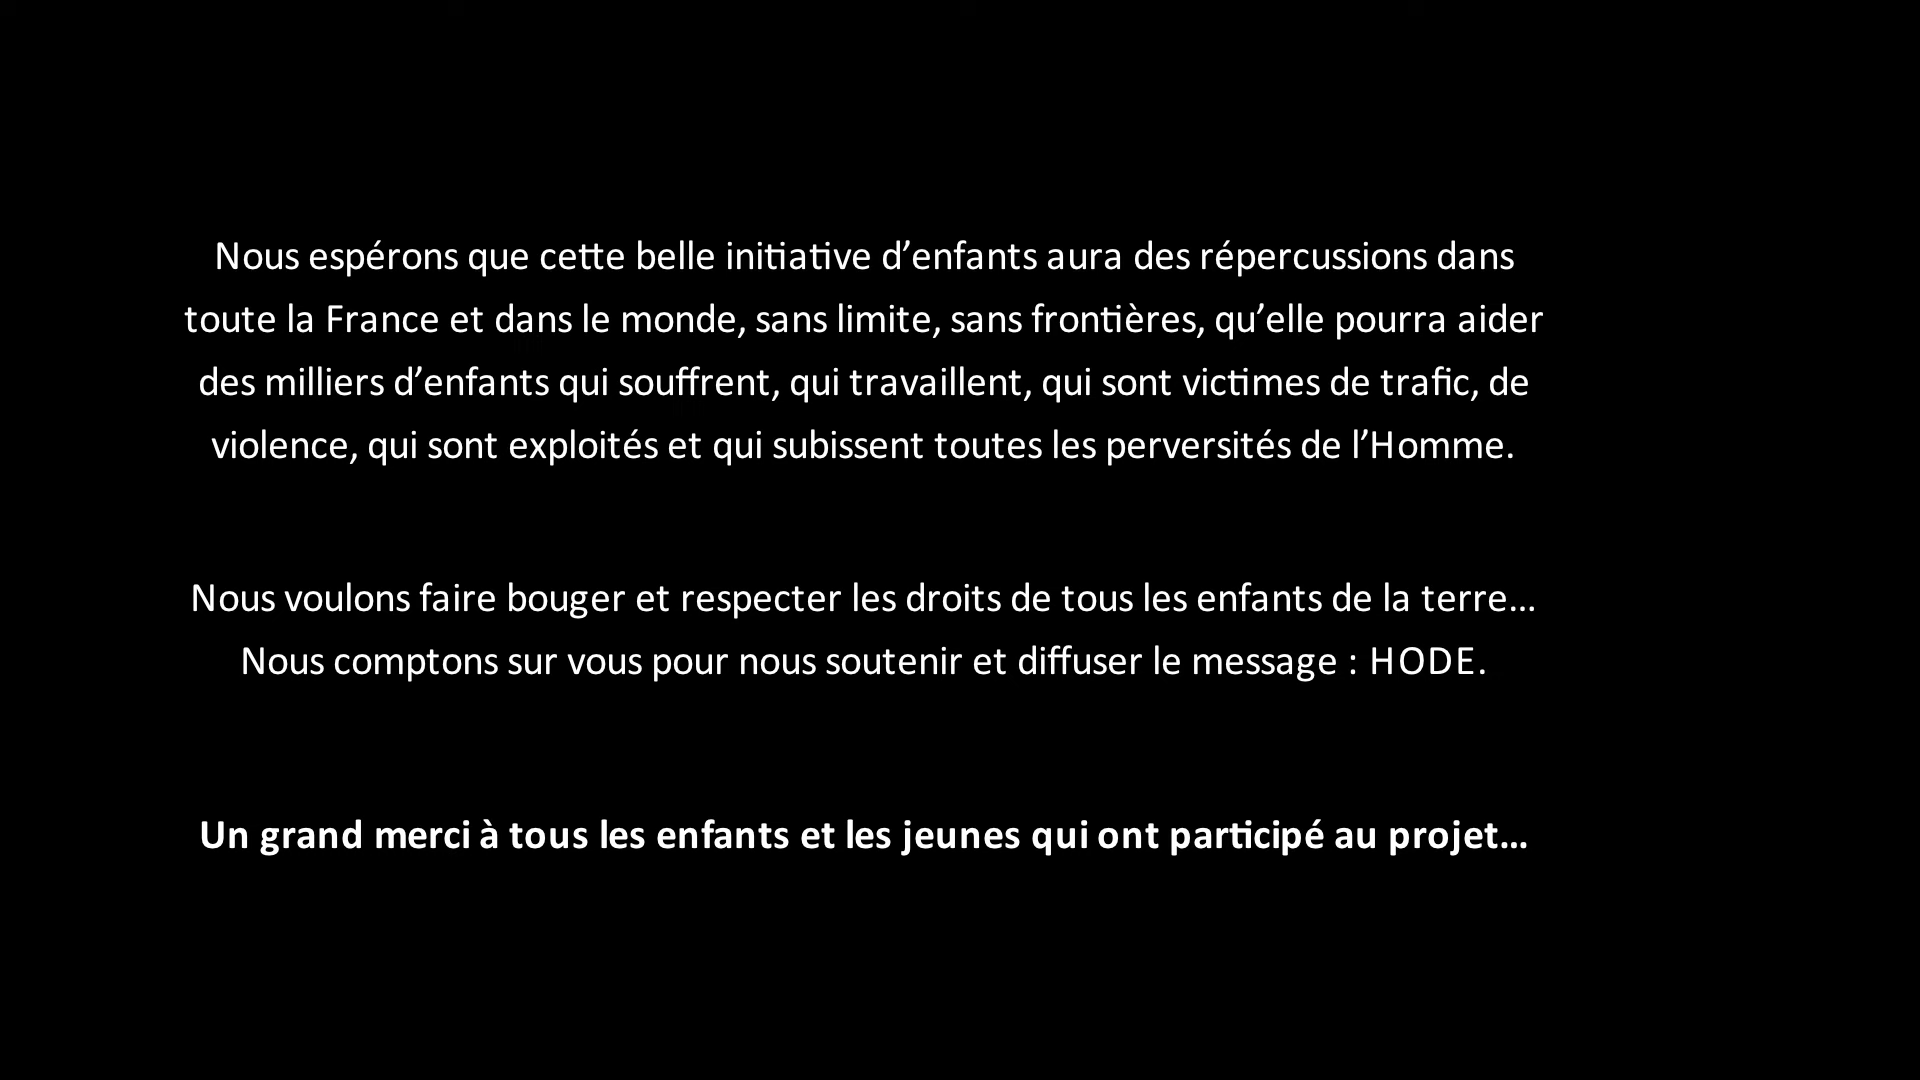 Nous espérons que cette belle initiative d’enfants aura des répercussions dans
toute la France et dans le monde, sans limite, sans frontières, qu’elle pourra aider
des milliers d’enfants qui souffrent, qui travaillent, qui sont victimes de trafic, de
violence, qui sont exploités et qui subissent toutes les perversités de l’Homme.
Nous voulons faire bouger et respecter les droits de tous les enfants de la terre…
Nous comptons sur vous pour nous soutenir et diffuser le message : HODE.
Un grand merci à tous les enfants et les jeunes qui ont participé au projet…